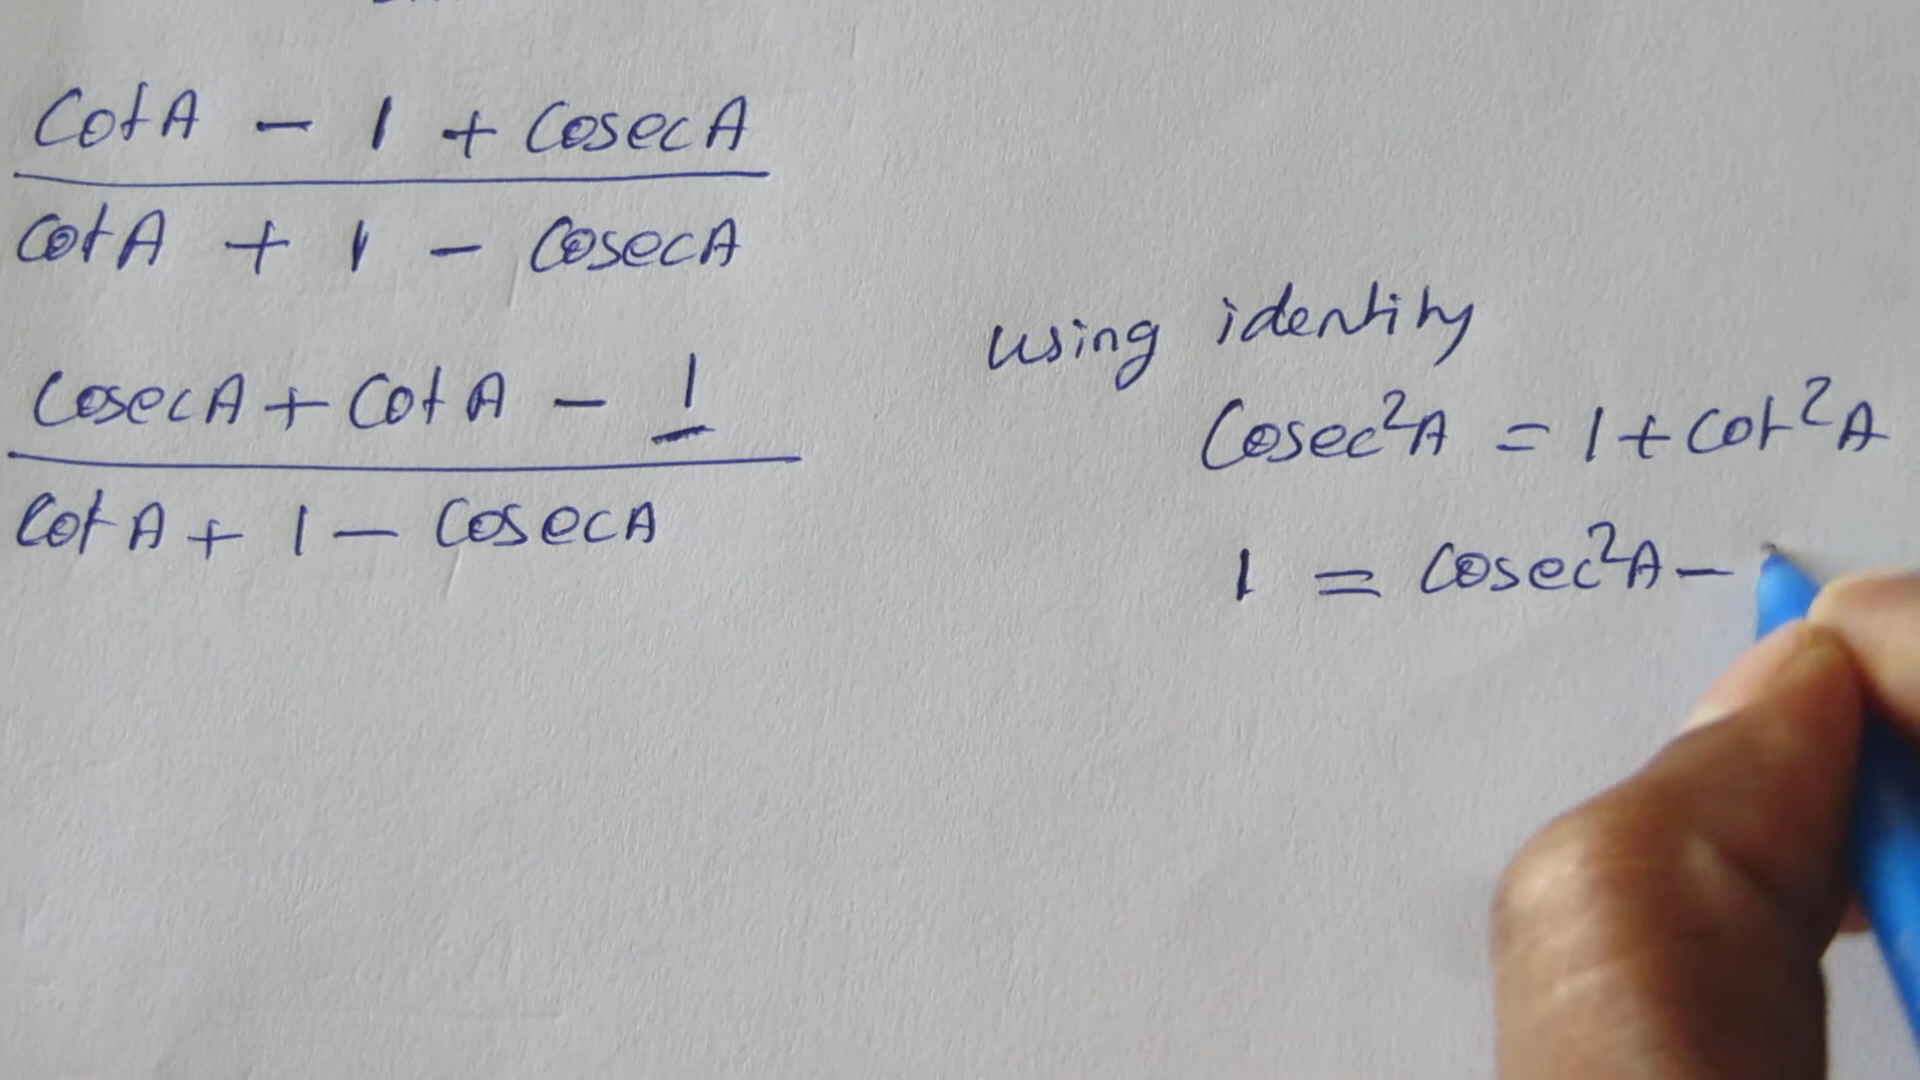 CotA - 1 + CosecA
CotA + 1 - CosecA
CosecA + CotA - 1
CotA + 1 - CosecA
using identity
Cosec²A = 1 + Cot²A
1 = Cosec²A -